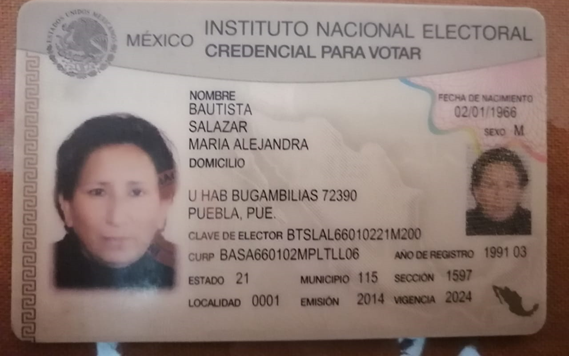 MÉXICO INSTITUTO NACIONAL ELECTORAL
CREDENCIAL PARA VOTAR
NOMBRE
BAUTISTA
SALAZAR
MARIA ALEJANDRA
FECHA DE NACIMIENTO
02/01/1966
SEXO M
DOMICILIO
U HAB BUGAMBILIAS 72390
PUEBLA, PUE.
CLAVE DE ELECTOR BTSLAL66010221M200
CURP BASA660102MPLTLL06 AÑO DE REGISTRO 1991 03
ESTADO 21 MUNICIPIO 115 SECCIÓN 1597
LOCALIDAD 0001 EMISIÓN 2014 VIGENCIA 2024